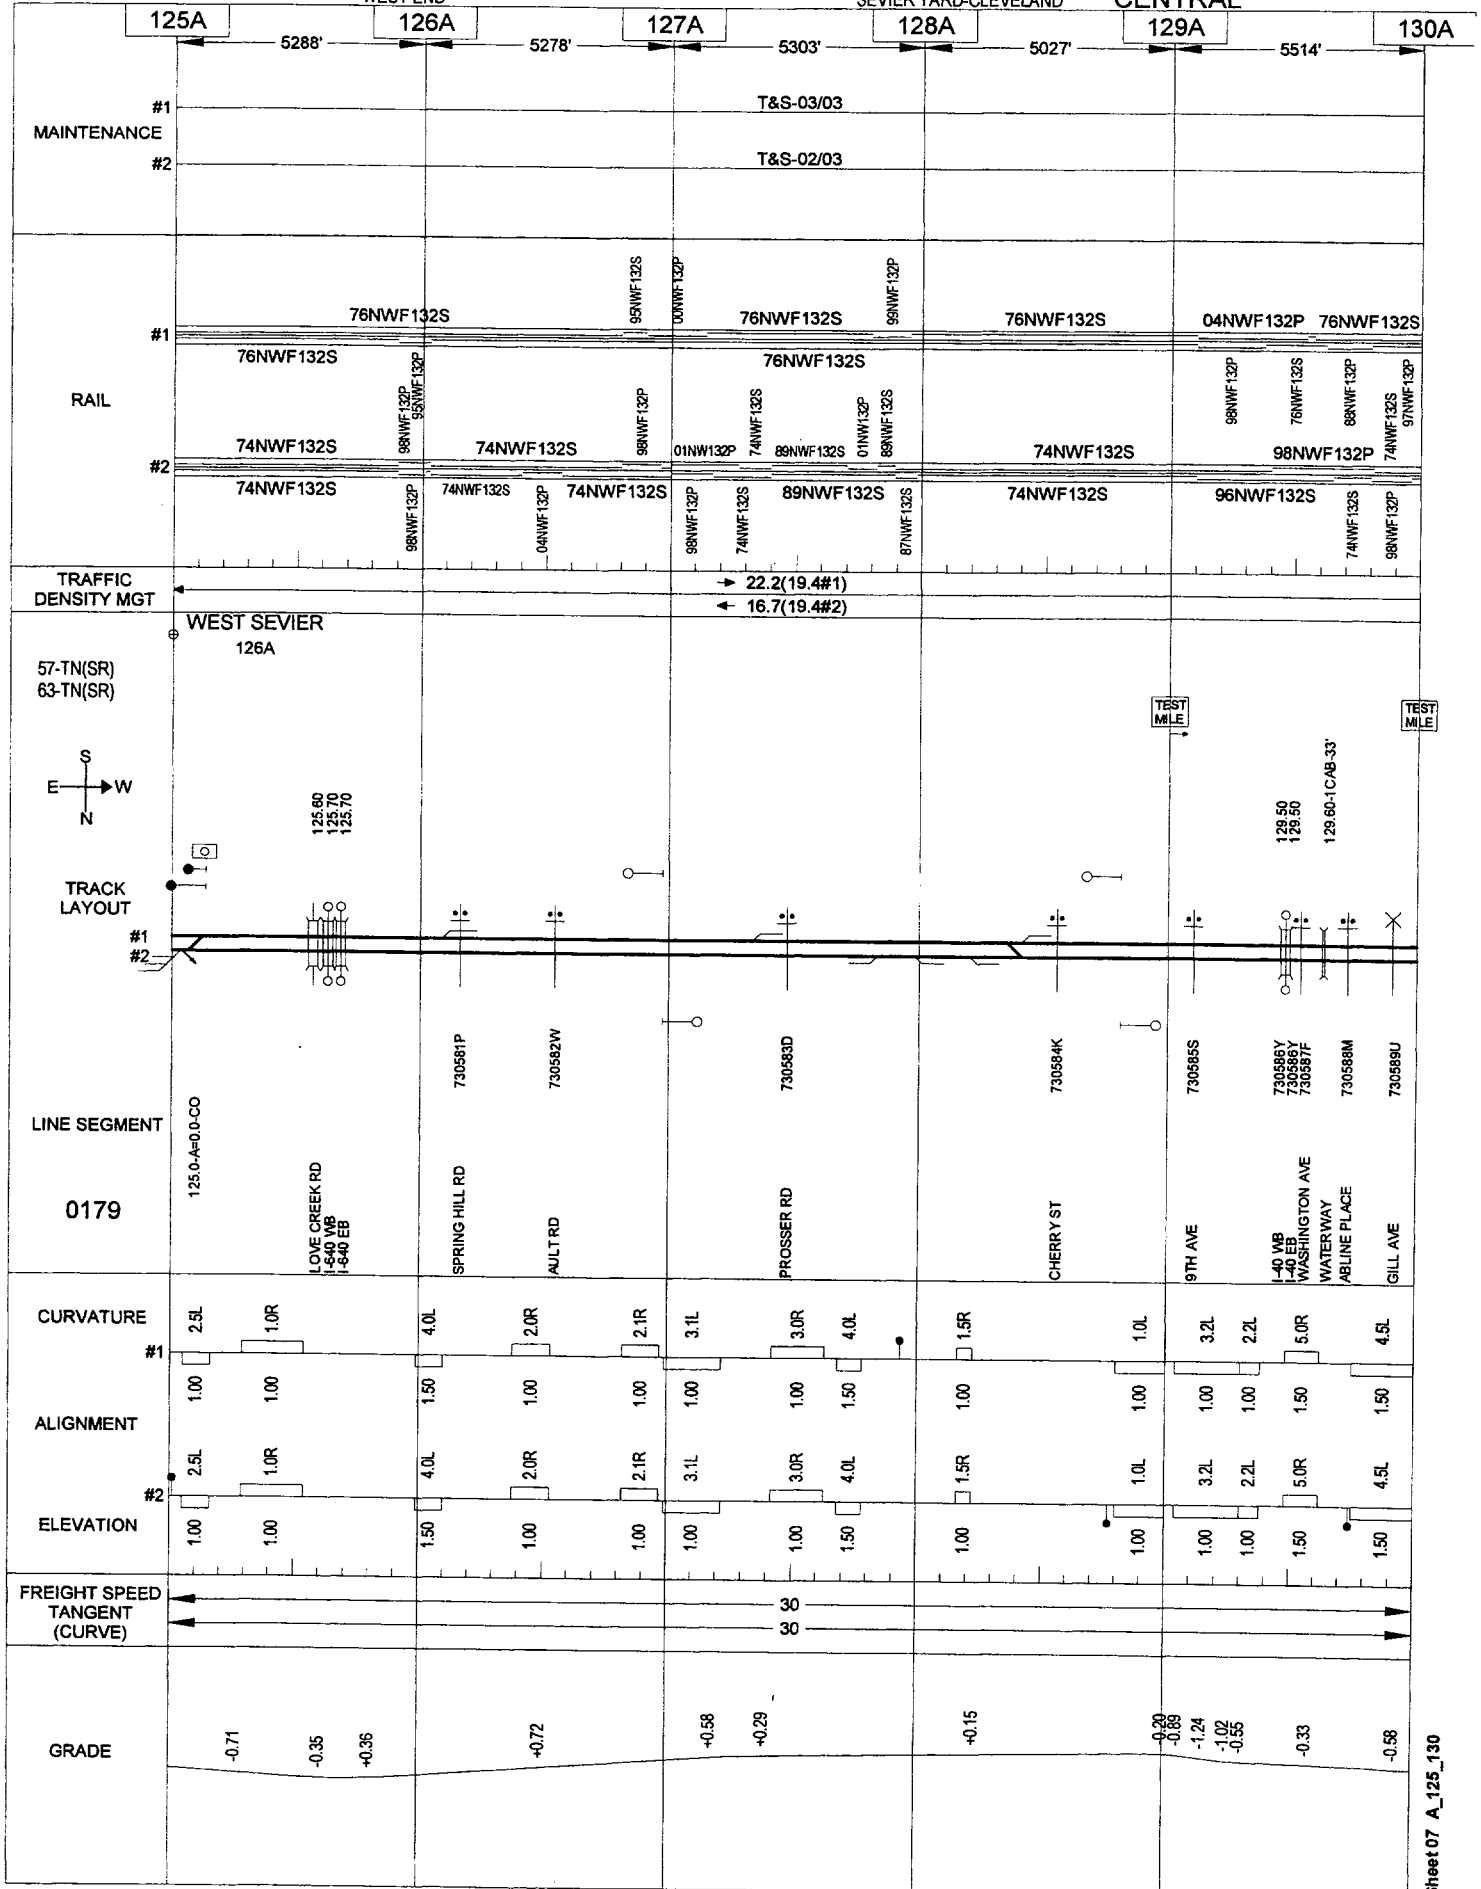 WEST END
SEVIER YARD-CLEVELAND
CENTRAL
125A 126A 127A 128A 129A 130A
5288' 5278' 5303' 5027' 5514'
MAINTENANCE
#1
T&S-03/03
#2
T&S-02/03
RAIL
95NWF132S 00NWF132P 99NWF132P
#1
76NWF132S 76NWF132S 76NWF132S 04NWF132P 76NWF132S
76NWF132S 76NWF132S
98NWF132P 76NWF132S 88NWF132P 74NWF132S 97NWF132P
98NWF132P 95NWF132P 98NWF132P 74NWF132S 01NW132P 89NWF132S
#2
74NWF132S 74NWF132S 01NW132P 89NWF132S 74NWF132S 98NWF132P
74NWF132S 74NWF132S 74NWF132S 89NWF132S 74NWF132S 96NWF132S
98NWF132P 04NWF132P 98NWF132P 74NWF132S 87NWF132S 74NWF132S 98NWF132P
TRAFFIC
DENSITY MGT
22.2(19.4#1)
16.7(19.4#2)
WEST SEVIER
126A
57-TN(SR)
63-TN(SR)
TEST
MILE
TEST
MILE
S
E W
N
125.60
125.70
125.70
129.50
129.50
129.60-1CAB-33'
TRACK
LAYOUT
#1
#2
730581P
730582W
730583D
730584K
730585S
730586Y
730586Y
730587F
730588M
730589U
LINE SEGMENT
0179
125.0-A=0.0-CO
LOVE CREEK RD
I-640 WB
I-640 EB
SPRING HILL RD
AULT RD
PROSSER RD
CHERRY ST
9TH AVE
I-40 WB
I-40 EB
WASHINGTON AVE
WATERWAY
ABLINE PLACE
GILL AVE
CURVATURE
#1
2.5L 1.0R 4.0L 2.0R 2.1R 3.1L 3.0R 4.0L 1.5R 1.0L 3.2L 2.2L 5.0R 4.5L
1.00 1.00 1.50 1.00 1.00 1.00 1.00 1.50 1.00 1.00 1.00 1.00 1.50 1.50
ALIGNMENT
#2
2.5L 1.0R 4.0L 2.0R 2.1R 3.1L 3.0R 4.0L 1.5R 1.0L 3.2L 2.2L 5.0R 4.5L
ELEVATION
1.00 1.00 1.50 1.00 1.00 1.00 1.00 1.50 1.00 1.00 1.00 1.00 1.50 1.50
FREIGHT SPEED
TANGENT
(CURVE)
30
30
GRADE
-0.71 -0.35 +0.36 +0.72 +0.58 +0.29 +0.15 -0.89 -1.24 -1.02 -0.55 -0.33 -0.58
Sheet 07 A_125_130